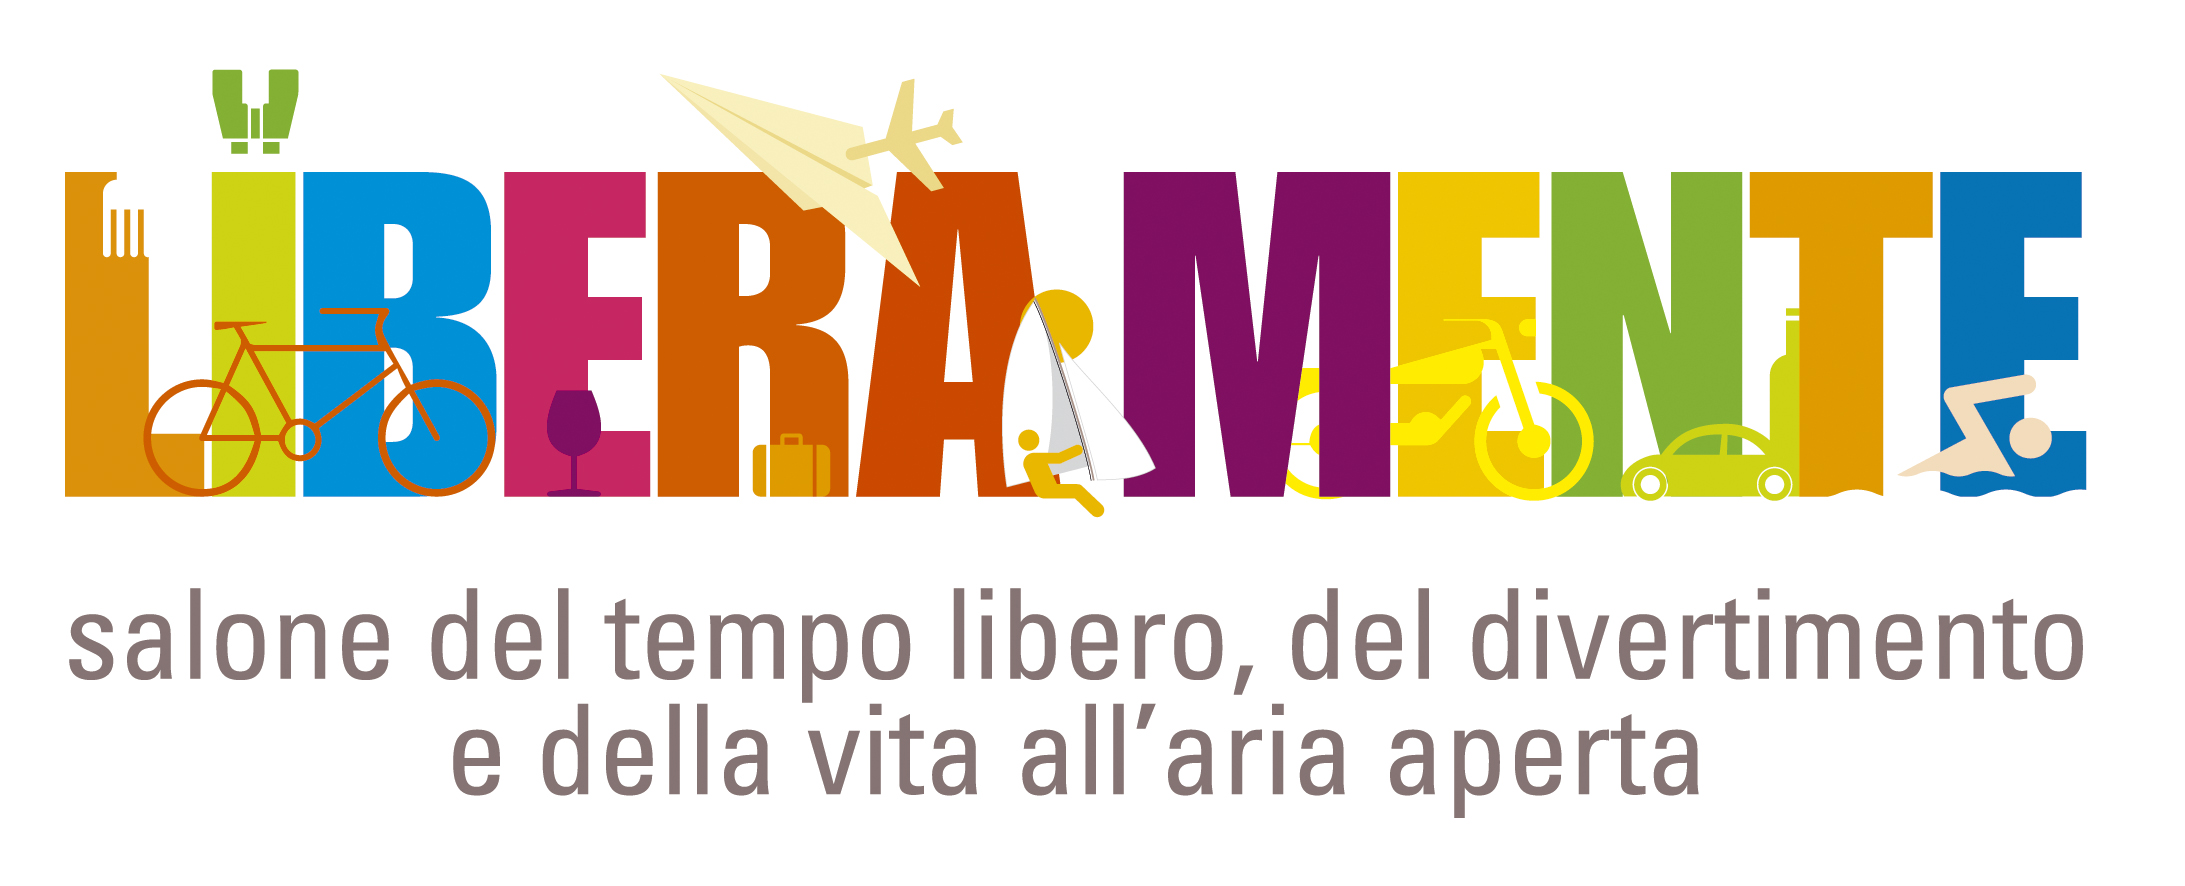 LIBERAMENTE
salone del tempo libero, del divertimento
e della vita all'aria aperta